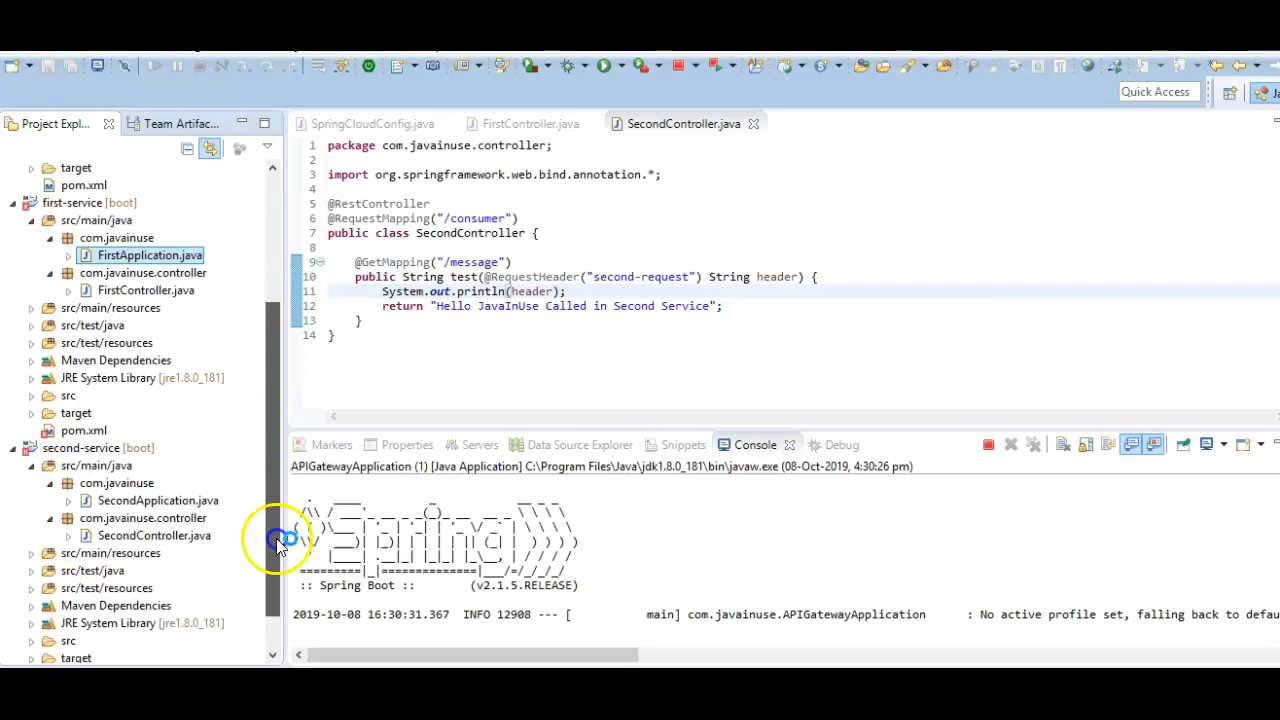 Quick Access
Ja
Project Expl...
Team Artifac...
SpringCloudConfig.java
FirstController.java
SecondController.java
target
pom.xml
first-service [boot]
src/main/java
com.javainuse
FirstApplication.java
com.javainuse.controller
FirstController.java
src/main/resources
src/test/java
src/test/resources
Maven Dependencies
JRE System Library [jre1.8.0_181]
src
target
pom.xml
second-service [boot]
src/main/java
com.javainuse
SecondApplication.java
com.javainuse.controller
SecondController.java
src/main/resources
src/test/java
src/test/resources
Maven Dependencies
JRE System Library [jre1.8.0_181]
src
target
1 package com.javainuse.controller;
2
3 import org.springframework.web.bind.annotation.*;
4
5 @RestController
6 @RequestMapping("/consumer")
7 public class SecondController {
8
9 @GetMapping("/message")
10 public String test(@RequestHeader("second-request") String header) {
11 System.out.println(header);
12 return "Hello JavaInUse Called in Second Service";
13 }
14 }
Markers
Properties
Servers
Data Source Explorer
Snippets
Console
Debug
APIGatewayApplication (1) [Java Application] C:\Program Files\Java\jdk1.8.0_181\bin\javaw.exe (08-Oct-2019, 4:30:26 pm)
Spring
:: Spring Boot :: (v2.1.5.RELEASE)
2019-10-08 16:30:31.367 INFO 12908 --- [ main] com.javainuse.APIGatewayApplication : No active profile set, falling back to defau